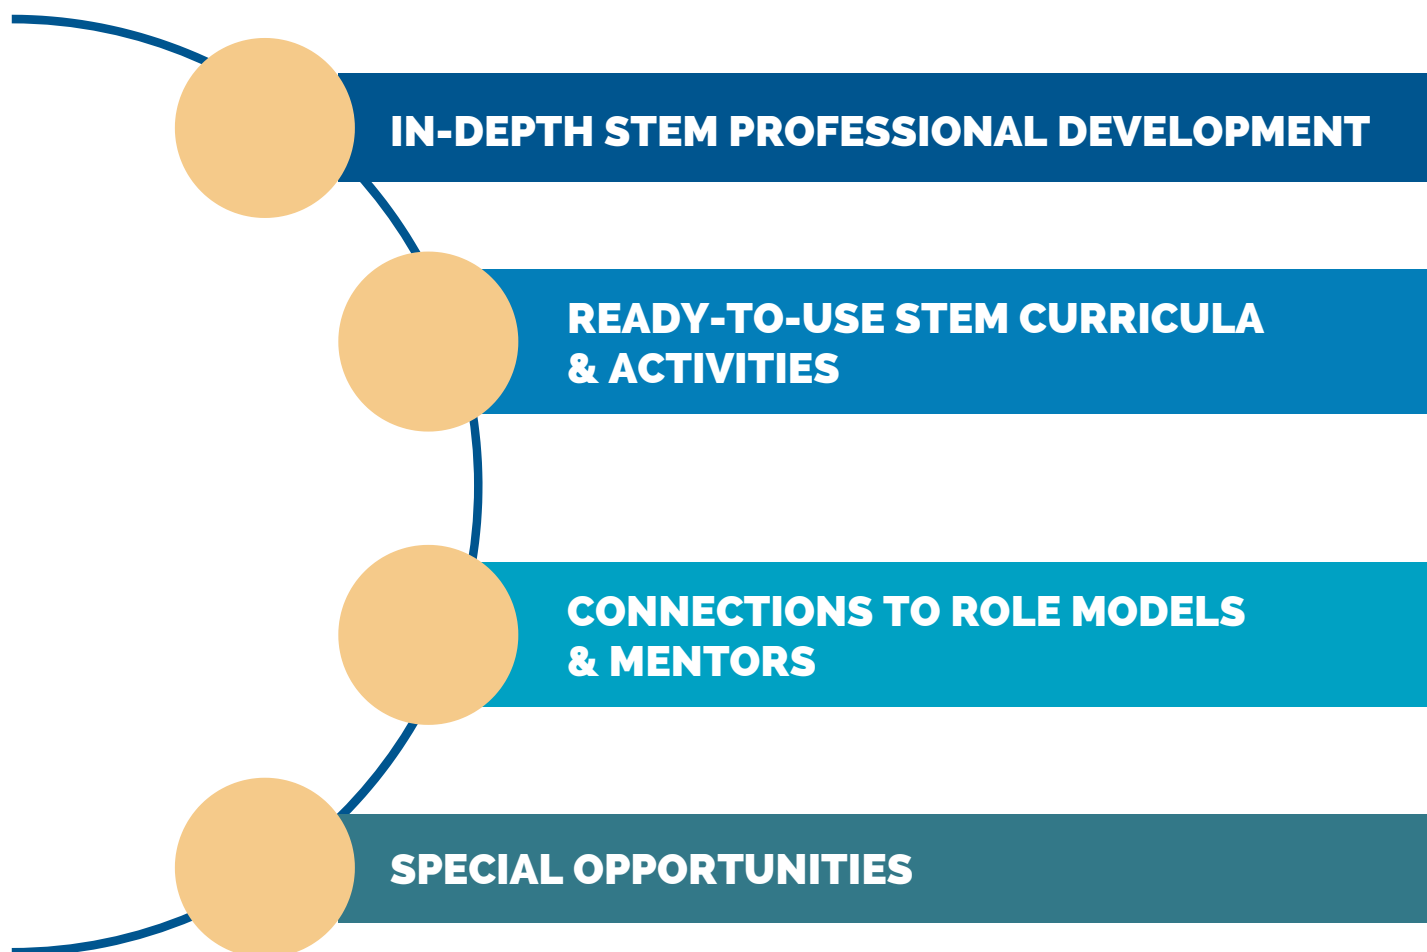 IN-DEPTH STEM PROFESSIONAL DEVELOPMENT
READY-TO-USE STEM CURRICULA
& ACTIVITIES
CONNECTIONS TO ROLE MODELS
& MENTORS
SPECIAL OPPORTUNITIES